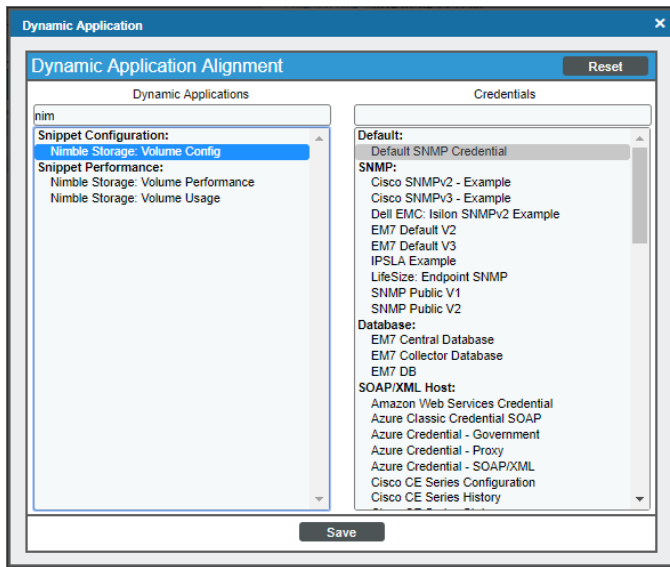 Dynamic Application
Dynamic Application Alignment
Reset
Dynamic Applications
nim
Snippet Configuration:
Nimble Storage: Volume Config
Snippet Performance:
Nimble Storage: Volume Performance
Nimble Storage: Volume Usage
Credentials
Default:
Default SNMP Credential
SNMP:
Cisco SNMPv2 - Example
Cisco SNMPv3 - Example
Dell EMC: Isilon SNMPv2 Example
EM7 Default V2
EM7 Default V3
IPSLA Example
LifeSize: Endpoint SNMP
SNMP Public V1
SNMP Public V2
Database:
EM7 Central Database
EM7 Collector Database
EM7 DB
SOAP/XML Host:
Amazon Web Services Credential
Azure Classic Credential SOAP
Azure Credential - Government
Azure Credential - Proxy
Azure Credential - SOAP/XML
Cisco CE Series Configuration
Cisco CE Series History
Save